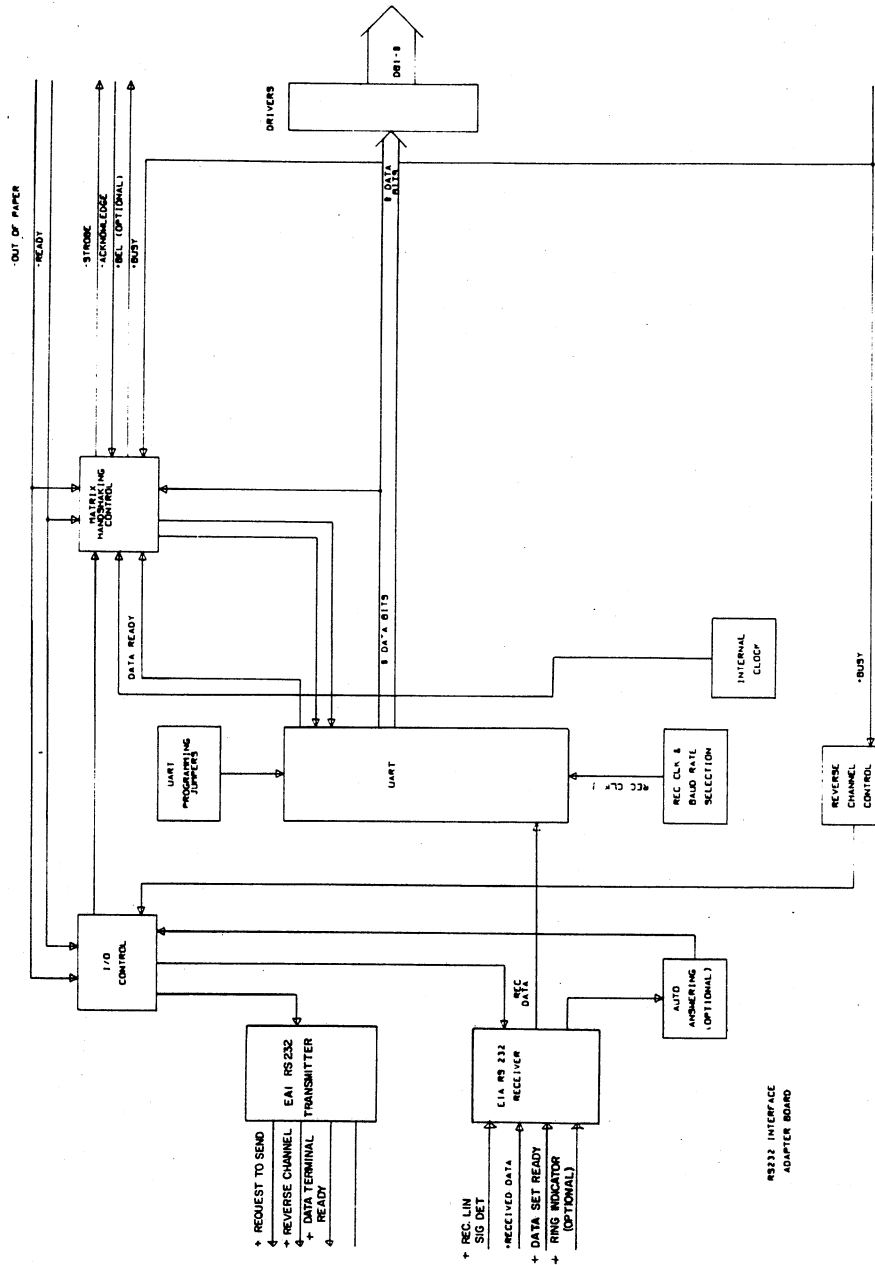 -OUT OF PAPER
-READY
-STROBE
-ACKNOWLEDGE
+BEL (OPTIONAL)
+BUSY
DRIVERS
DB1-8
8 DATA
BITS
MATRIX
HANDSHAKING
CONTROL
DATA READY
8 DATA BITS
INTERNAL
CLOCK
+BUSY
UART
PROGRAMMING
JUMPERS
UART
REC CLK
REC CLK &
BAUD RATE
SELECTION
REVERSE
CHANNEL
CONTROL
I/O
CONTROL
REC
DATA
AUTO
ANSWERING
(OPTIONAL)
EAI RS232
TRANSMITTER
EIA RS 232
RECEIVER
+ REQUEST TO SEND
+ REVERSE CHANNEL
+ DATA TERMINAL
READY
+ REC. LIN
SIG DET
+RECEIVED DATA
+ DATA SET READY
+ RING INDICATOR
(OPTIONAL)
RS232 INTERFACE
ADAPTER BOARD